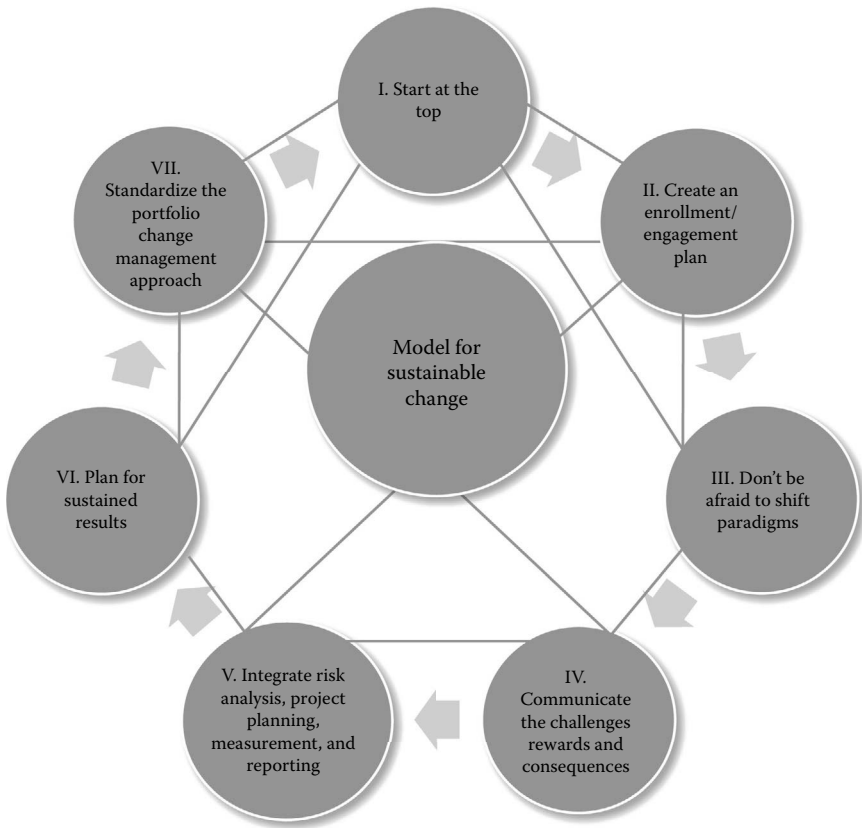 I. Start at the
top
II. Create an
enrollment/
engagement
plan
III. Don’t be
afraid to shift
paradigms
IV.
Communicate
the challenges
rewards and
consequences
V. Integrate risk
analysis, project
planning,
measurement, and
reporting
VI. Plan for
sustained
results
VII.
Standardize the
portfolio
change
management
approach
Model for
sustainable
change